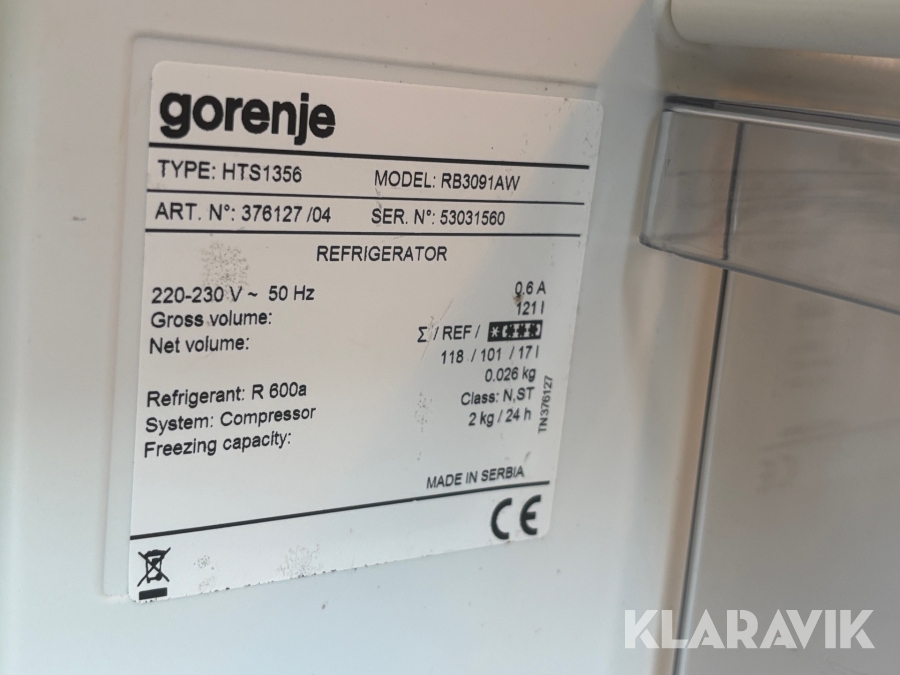 gorenje
TYPE: HTS1356 MODEL: RB3091AW
ART. N°: 376127 /04 SER. N°: 53031560
REFRIGERATOR
220-230 V ~ 50 Hz 0.6 A
Gross volume: 121 l
Net volume: Σ / REF /
118 / 101 / 17 l
Refrigerant: R 600a 0.026 kg
System: Compressor Class: N,ST
Freezing capacity: 2 kg / 24 h
TN376127
MADE IN SERBIA
CE
KLARAVIK